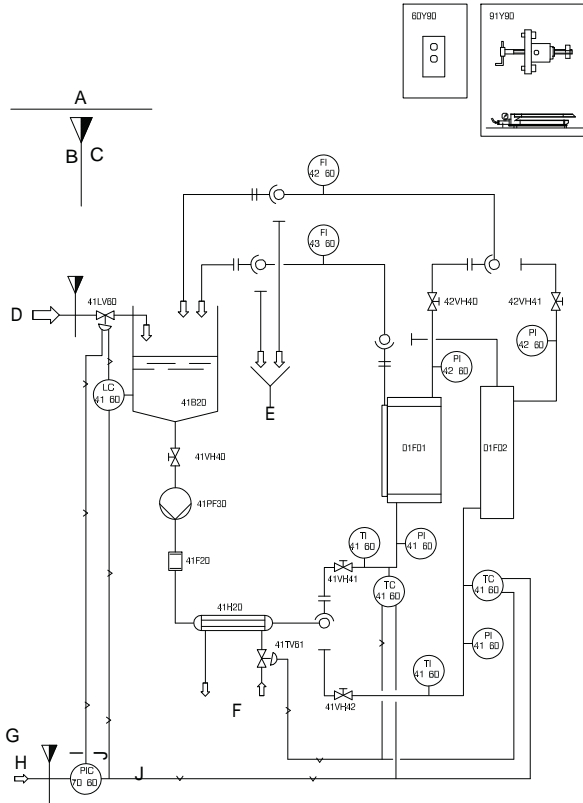 60Y90
91Y90
A
B C
FI
42 60
FI
43 60
41LV60
42VH40
42VH41
D
PI
42 60
PI
42 60
LC
41 60
41B20
E
01F01
01F02
41VH40
41PF30
TI
41 60
PI
41 60
41F20
41VH41
TC
41 60
TC
41 60
41H20
41TV61
PI
41 60
TI
41 60
F
41VH42
G
I J
H
PIC
70 60
J